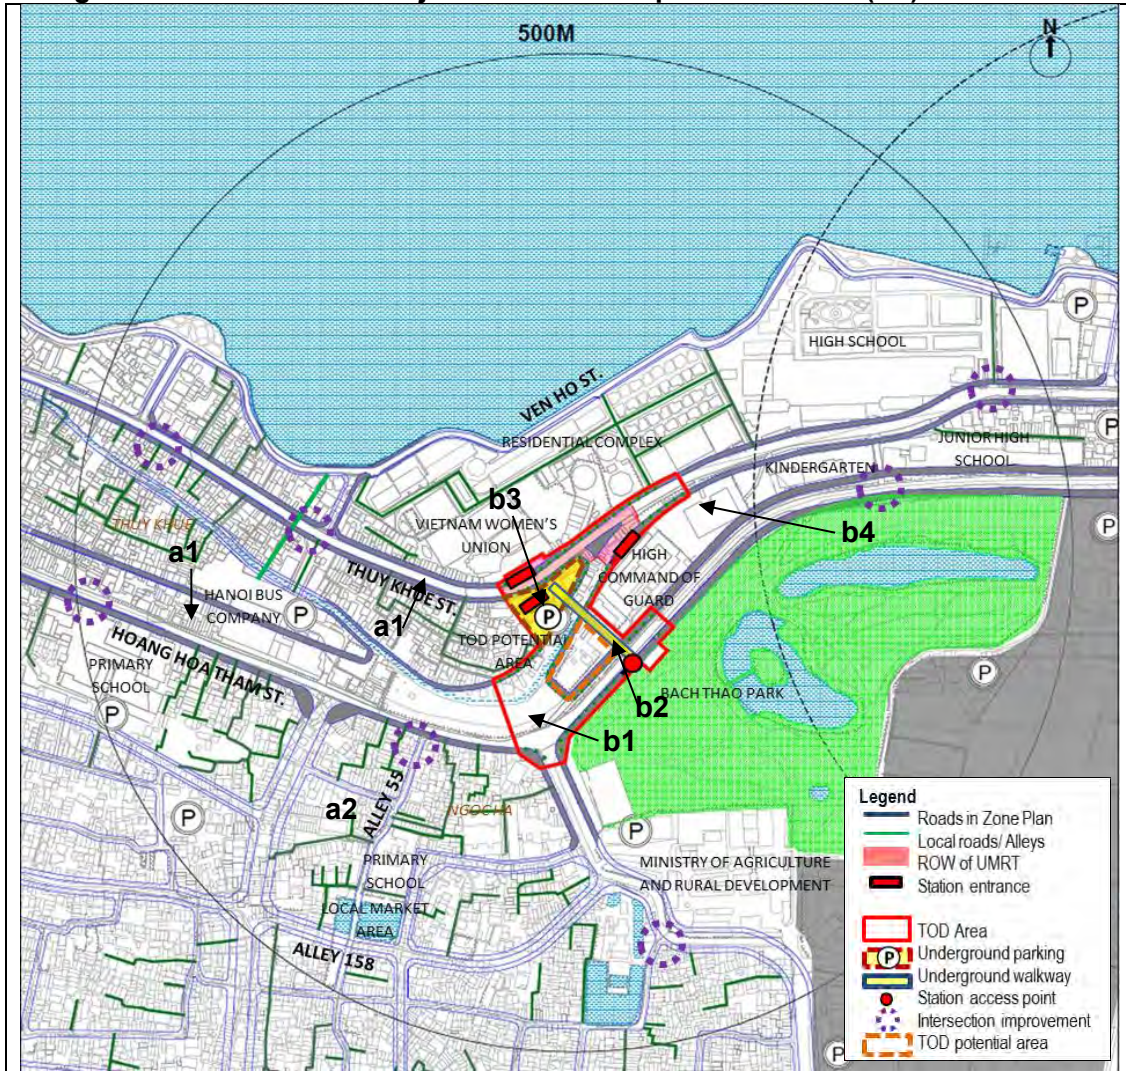 500M
N
P
HIGH SCHOOL
VEN HO ST.
P
RESIDENTIAL COMPLEX
JUNIOR HIGH
SCHOOL
KINDERGARTEN
b3
VIETNAM WOMEN'S
UNION
P
THUY KHUE
a1
b4
HIGH
COMMAND OF
GUARD
THUY KHUE ST.
HANOI BUS
COMPANY
P
a1
P
TOD POTENTIAL
AREA
HOANG HOA THAM ST.
PRIMARY
SCHOOL
P
BACH THAO PARK
b2
P
b1
a2
ALLEY 55
NGOC HA
P
P
PRIMARY
SCHOOL
MINISTRY OF AGRICULTURE
AND RURAL DEVELOPMENT
LOCAL MARKET
AREA
ALLEY 158
P
Legend
Roads in Zone Plan
Local roads/ Alleys
ROW of UMRT
Station entrance
TOD Area
P
Underground parking
Underground walkway
Station access point
Intersection improvement
TOD potential area